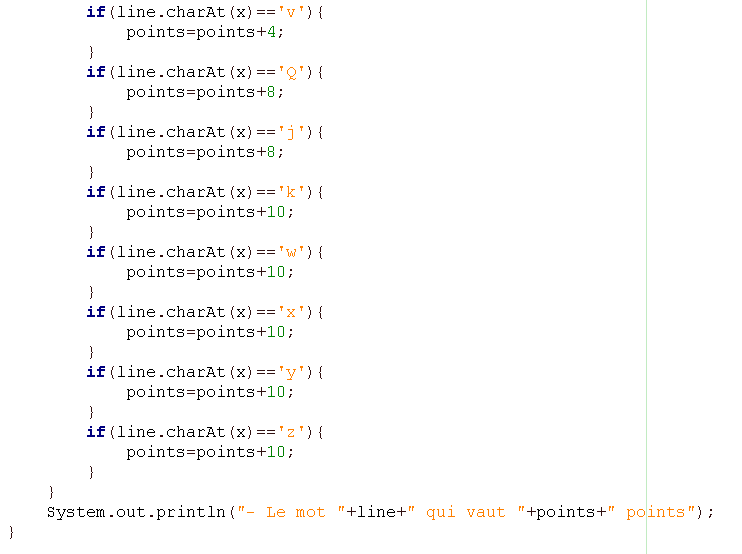 if(line.charAt(x)=='v'){
points=points+4;
}
if(line.charAt(x)=='Q'){
points=points+8;
}
if(line.charAt(x)=='j'){
points=points+8;
}
if(line.charAt(x)=='k'){
points=points+10;
}
if(line.charAt(x)=='w'){
points=points+10;
}
if(line.charAt(x)=='x'){
points=points+10;
}
if(line.charAt(x)=='y'){
points=points+10;
}
if(line.charAt(x)=='z'){
points=points+10;
}
}
System.out.println("- Le mot "+line+" qui vaut "+points+" points");
}